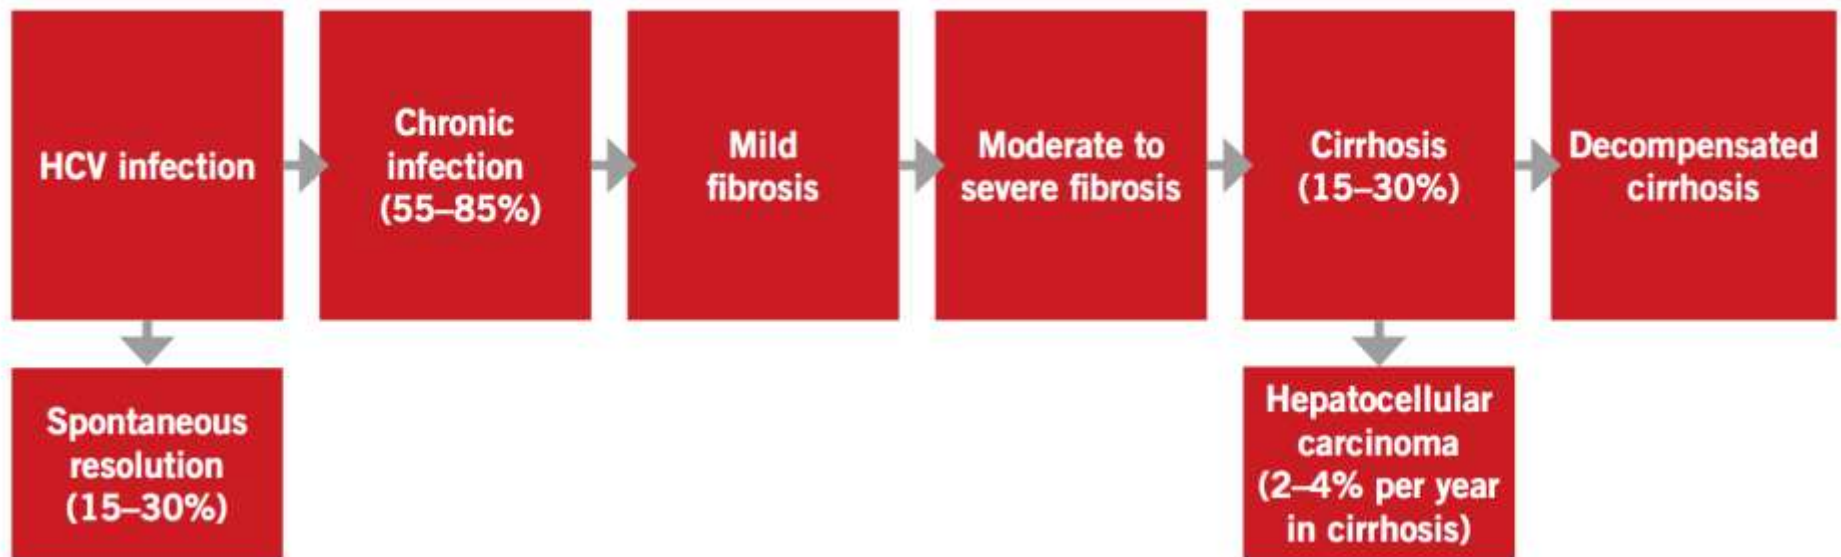 HCV infection
Chronic
infection
(55–85%)
Mild
fibrosis
Moderate to
severe fibrosis
Cirrhosis
(15–30%)
Decompensated
cirrhosis
Spontaneous
resolution
(15–30%)
Hepatocellular
carcinoma
(2–4% per year
in cirrhosis)